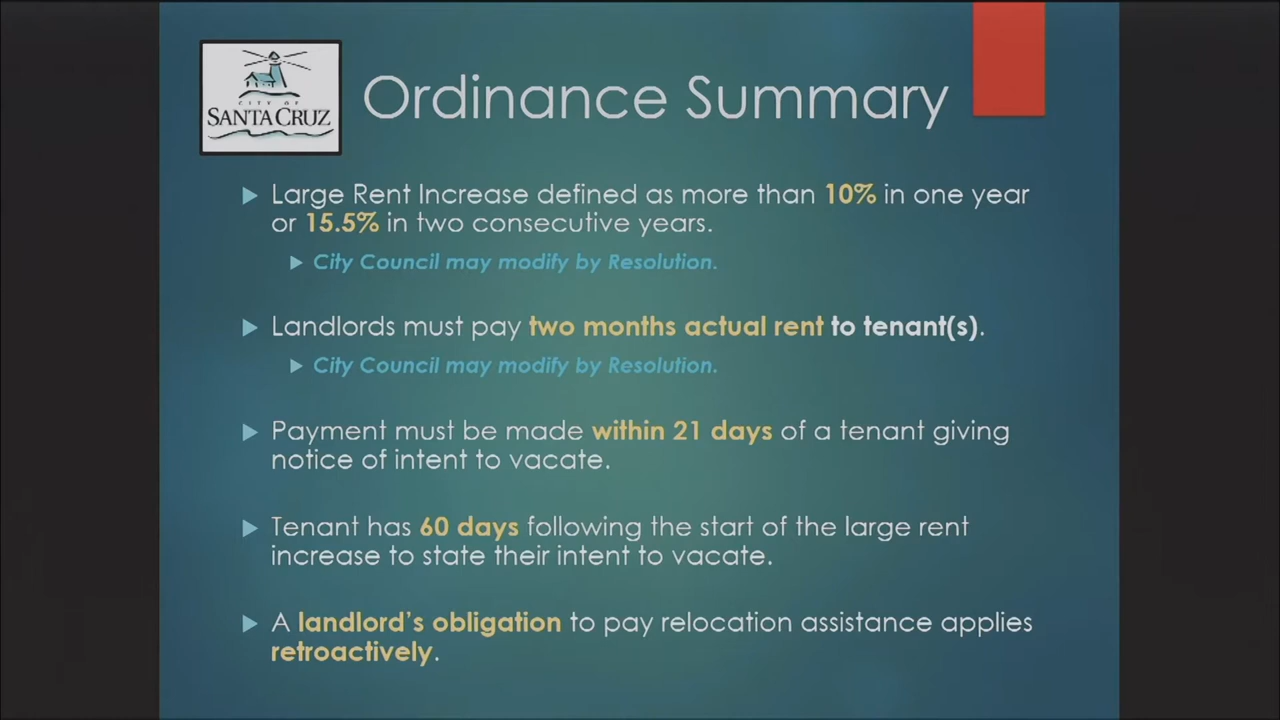 CITY OF
SANTA CRUZ
Ordinance Summary
Large Rent Increase defined as more than 10% in one year
or 15.5% in two consecutive years.
City Council may modify by Resolution.
Landlords must pay two months actual rent to tenant(s).
City Council may modify by Resolution.
Payment must be made within 21 days of a tenant giving
notice of intent to vacate.
Tenant has 60 days following the start of the large rent
increase to state their intent to vacate.
A landlord's obligation to pay relocation assistance applies
retroactively.